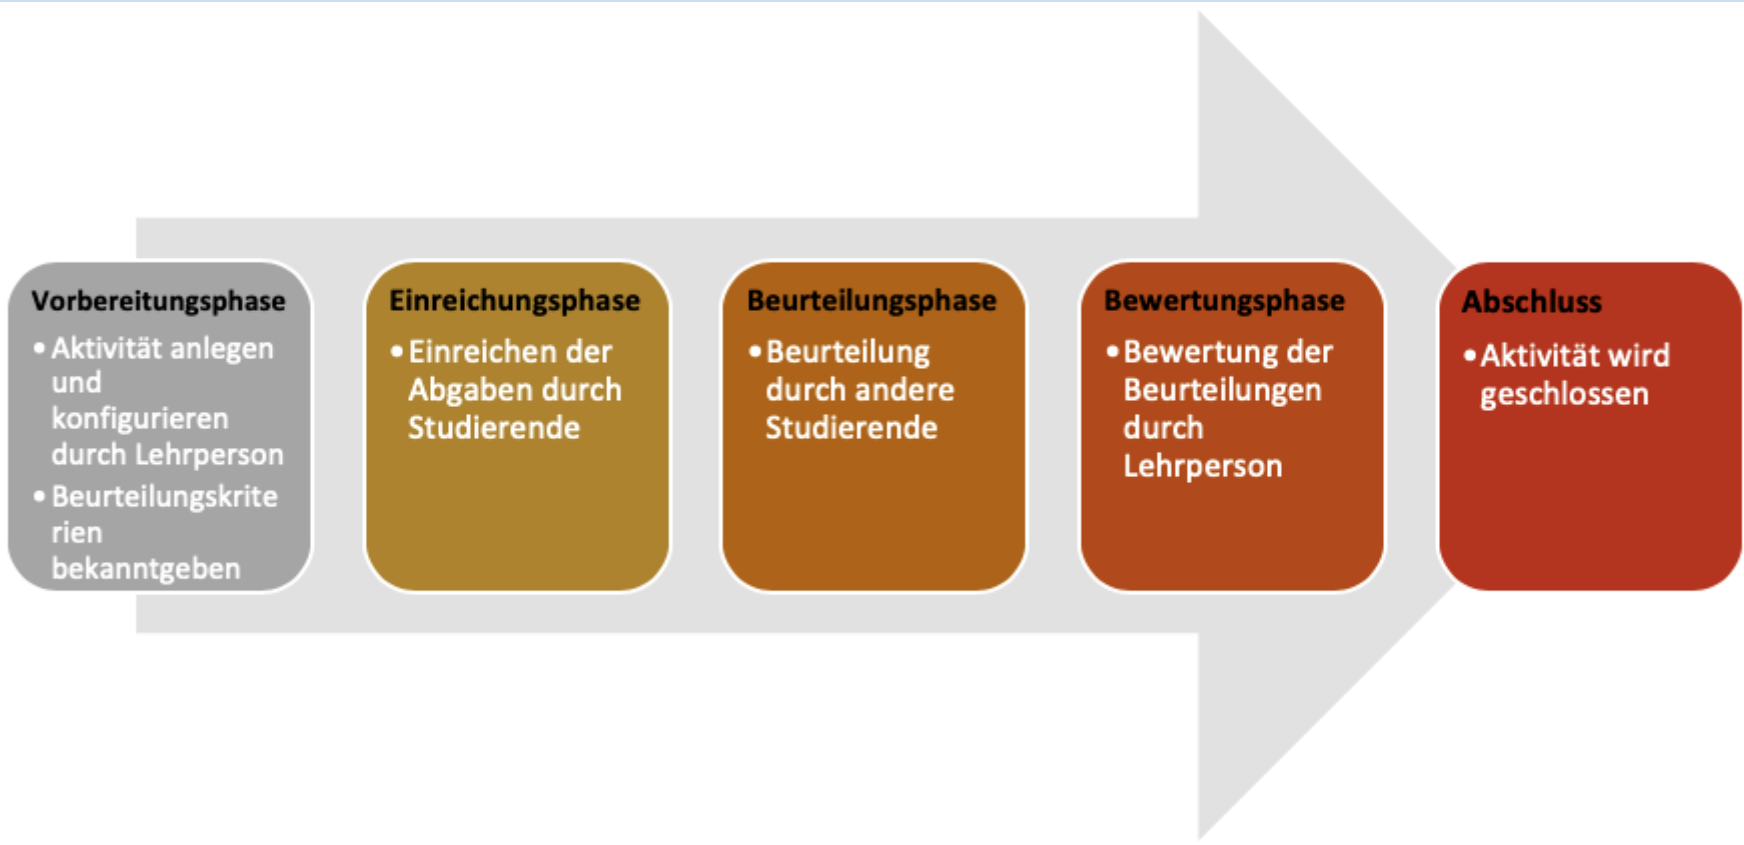 Vorbereitungsphase
• Aktivität anlegen
und
konfigurieren
durch Lehrperson
• Beurteilungskrite
rien
bekanntgeben
Einreichungsphase
• Einreichen der
Abgaben durch
Studierende
Beurteilungsphase
• Beurteilung
durch andere
Studierende
Bewertungsphase
• Bewertung der
Beurteilungen
durch
Lehrperson
Abschluss
• Aktivität wird
geschlossen